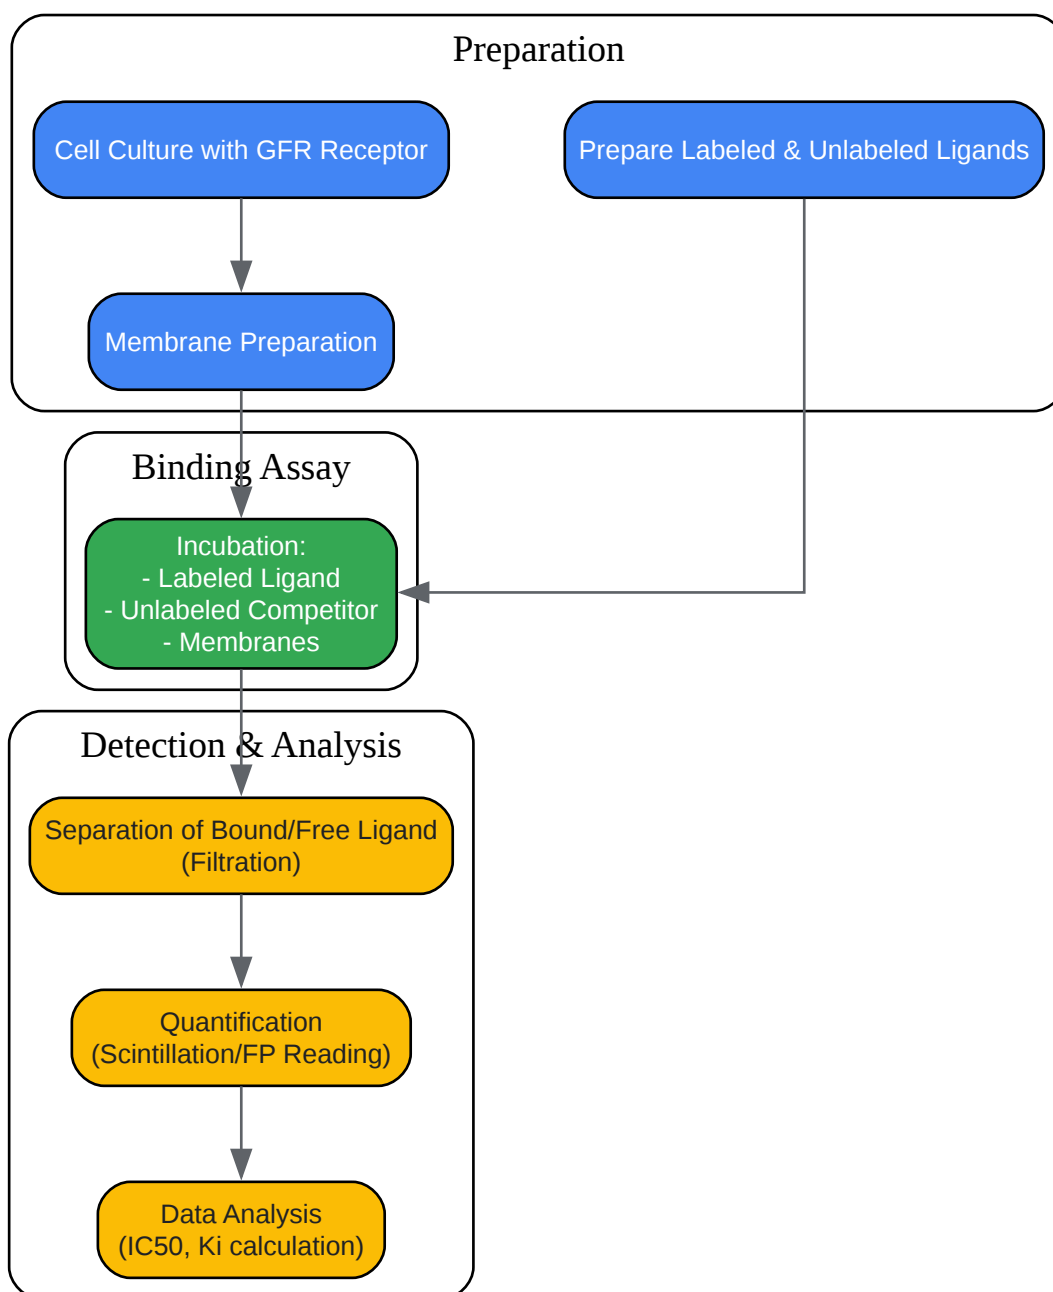 Preparation
Cell Culture with GFR Receptor
Prepare Labeled & Unlabeled Ligands
Membrane Preparation
Binding Assay
Incubation:
- Labeled Ligand
- Unlabeled Competitor
- Membranes
Detection & Analysis
Separation of Bound/Free Ligand
(Filtration)
Quantification
(Scintillation/FP Reading)
Data Analysis
(IC50, Ki calculation)